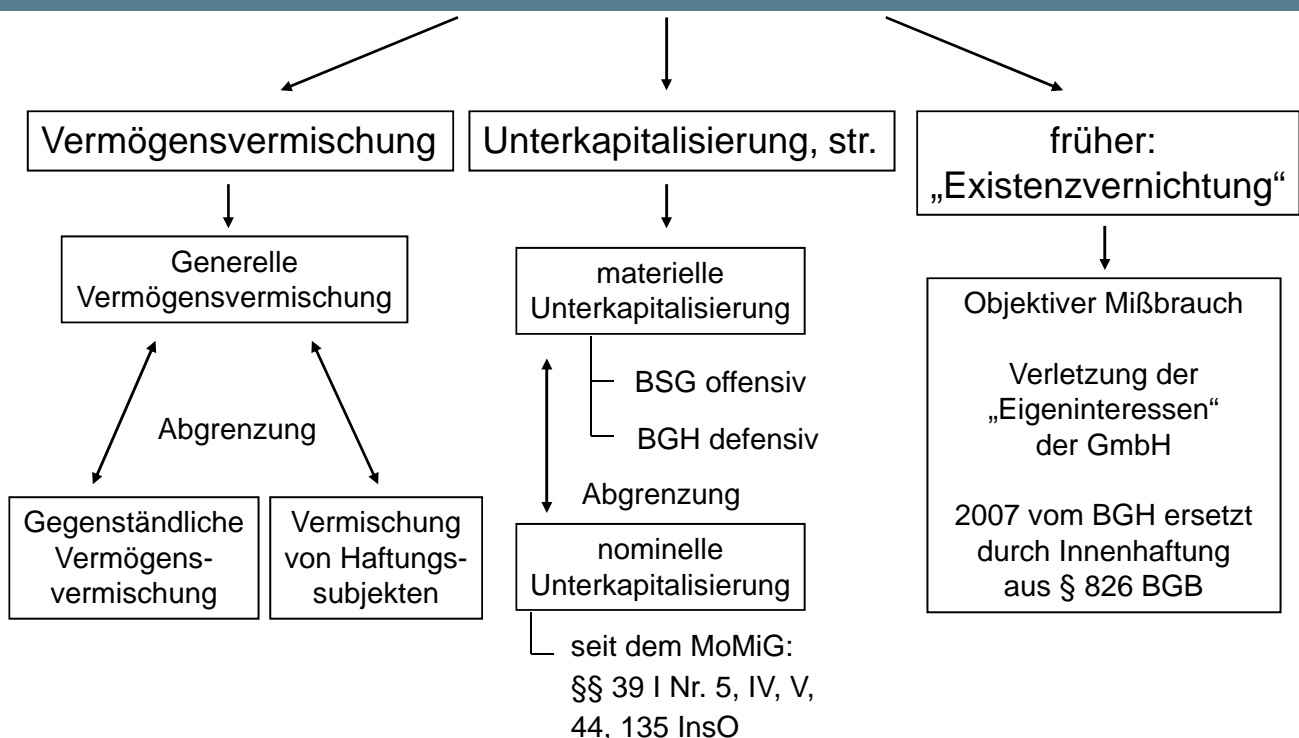 Vermögensvermischung
Generelle
Vermögensvermischung
Abgrenzung
Gegenständliche
Vermögens-
vermischung
Vermischung
von Haftungs-
subjekten
Unterkapitalisierung, str.
materielle
Unterkapitalisierung
BSG offensiv
BGH defensiv
Abgrenzung
nominelle
Unterkapitalisierung
seit dem MoMiG:
§§ 39 I Nr. 5, IV, V,
44, 135 InsO
früher:
„Existenzvernichtung“
Objektiver Mißbrauch
Verletzung der
„Eigeninteressen“
der GmbH
2007 vom BGH ersetzt
durch Innenhaftung
aus § 826 BGB